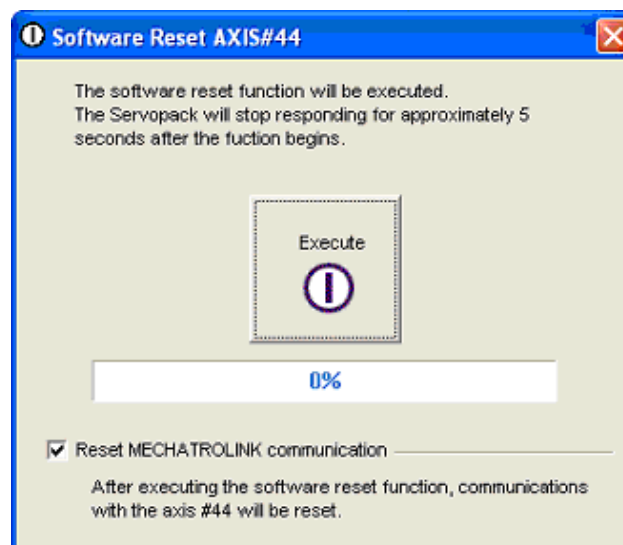 Software Reset AXIS#44
The software reset function will be executed.
The Servopack will stop responding for approximately 5
seconds after the fuction begins.
Execute
0%
Reset MECHATROLINK communication
After executing the software reset function, communications
with the axis #44 will be reset.